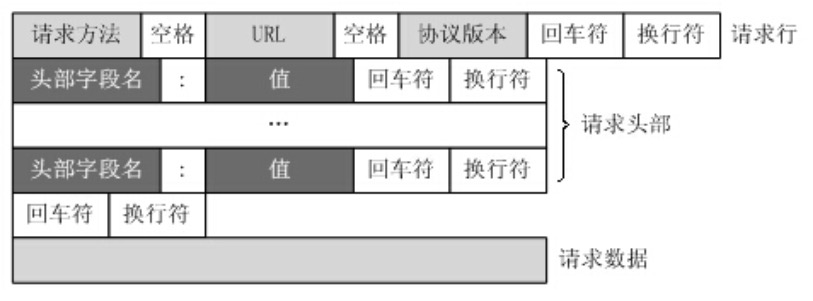 请求方法 空格 URL 空格 协议版本 回车符 换行符 请求行
头部字段名 : 值 回车符 换行符
...
请求头部
头部字段名 : 值 回车符 换行符
回车符 换行符
请求数据